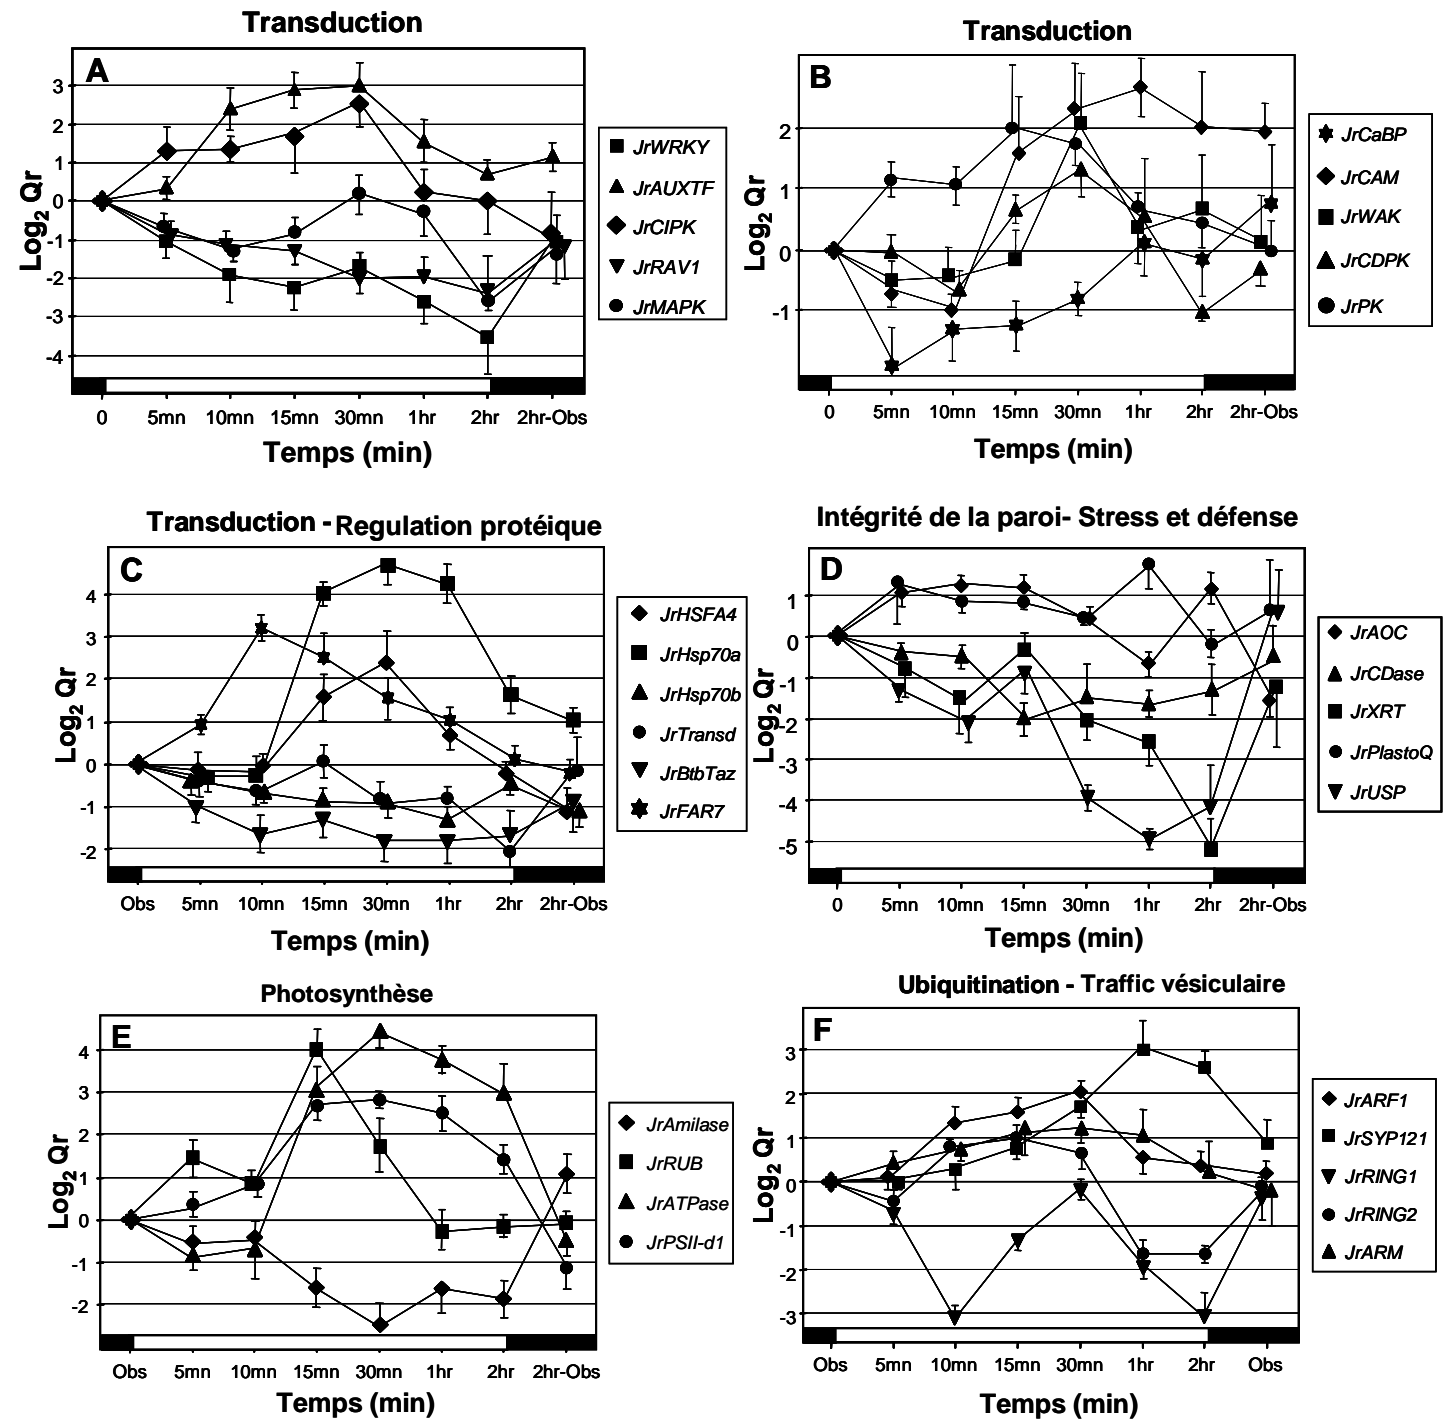 Transduction
A
3
2
1
0
-1
-2
-3
-4
Log2 Qr
0 5mn 10mn 15mn 30mn 1hr 2hr 2hr-Obs
Temps (min)
JrWRKY
JrAUXTF
JrCIPK
JrRAV1
JrMAPK
Transduction
B
2
1
0
-1
Log2 Qr
0 5mn 10mn 15mn 30mn 1hr 2hr 2hr-Obs
Temps (min)
JrCaBP
JrCAM
JrWAK
JrCDPK
JrPK
Transduction - Regulation protéique
C
4
3
2
1
0
-1
-2
Log2 Qr
Obs 5mn 10mn 15mn 30mn 1hr 2hr 2hr-Obs
Temps (min)
JrHSFA4
JrHsp70a
JrHsp70b
JrTransd
JrBtbTaz
JrFAR7
Intégrité de la paroi- Stress et défense
D
1
0
-1
-2
-3
-4
-5
Log2 Qr
0 5mn 10mn 15mn 30mn 1hr 2hr 2hr-Obs
Temps (min)
JrAOC
JrCDase
JrXRT
JrPlastoQ
JrUSP
Photosynthèse
E
4
3
2
1
0
-1
-2
Log2 Qr
Obs 5mn 10mn 15mn 30mn 1hr 2hr 2hr-Obs
Temps (min)
JrAmilase
JrRUB
JrATPase
JrPSII-d1
Ubiquitination - Traffic vésiculaire
F
3
2
1
0
-1
-2
-3
Log2 Qr
Obs 5mn 10mn 15mn 30mn 1hr 2hr Obs
Temps (min)
JrARF1
JrSYP121
JrRING1
JrRING2
JrARM